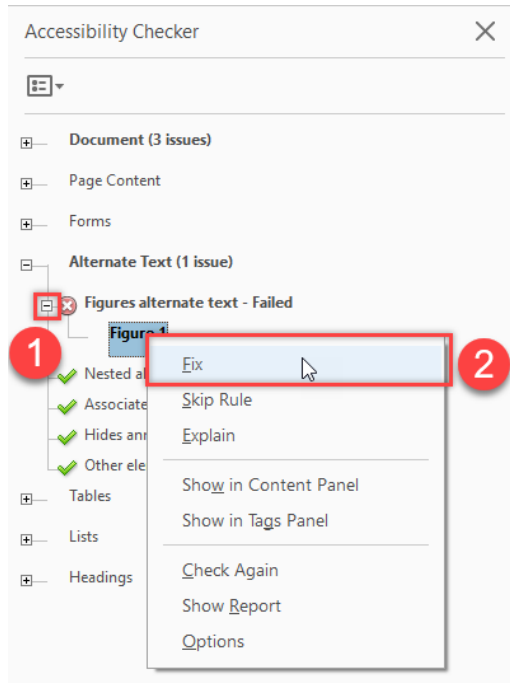 Accessibility Checker
Document (3 issues)
Page Content
Forms
Alternate Text (1 issue)
Figures alternate text - Failed
Figure 1
1
2
Fix
Nested al
Skip Rule
Associate
Explain
Hides ann
Other ele
Show in Content Panel
Tables
Show in Tags Panel
Lists
Check Again
Headings
Show Report
Options